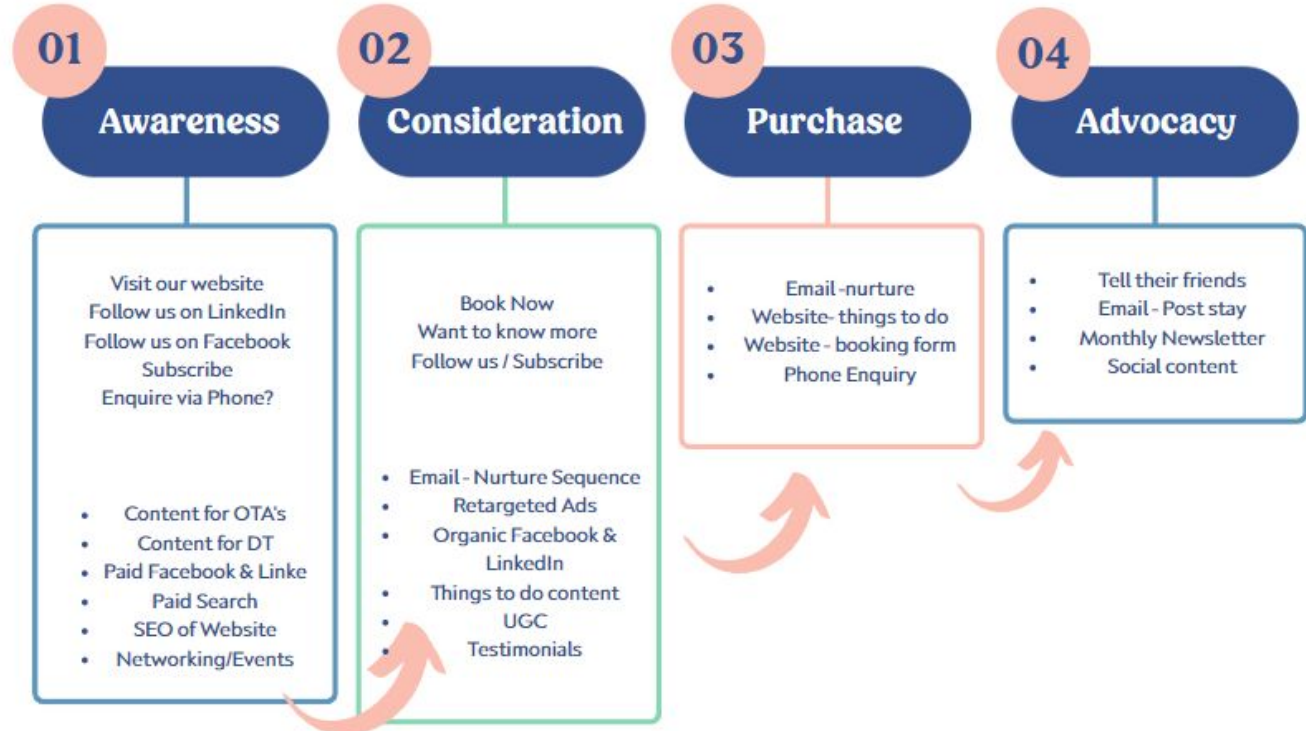 01
Awareness
Visit our website
Follow us on LinkedIn
Follow us on Facebook
Subscribe
Enquire via Phone?
• Content for OTA's
• Content for DT
• Paid Facebook & Linke
• Paid Search
• SEO of Website
• Networking/Events
02
Consideration
Book Now
Want to know more
Follow us / Subscribe
• Email - Nurture Sequence
• Retargeted Ads
• Organic Facebook &
LinkedIn
• Things to do content
• UGC
• Testimonials
03
Purchase
• Email -nurture
• Website- things to do
• Website - booking form
• Phone Enquiry
04
Advocacy
• Tell their friends
• Email - Post stay
• Monthly Newsletter
• Social content